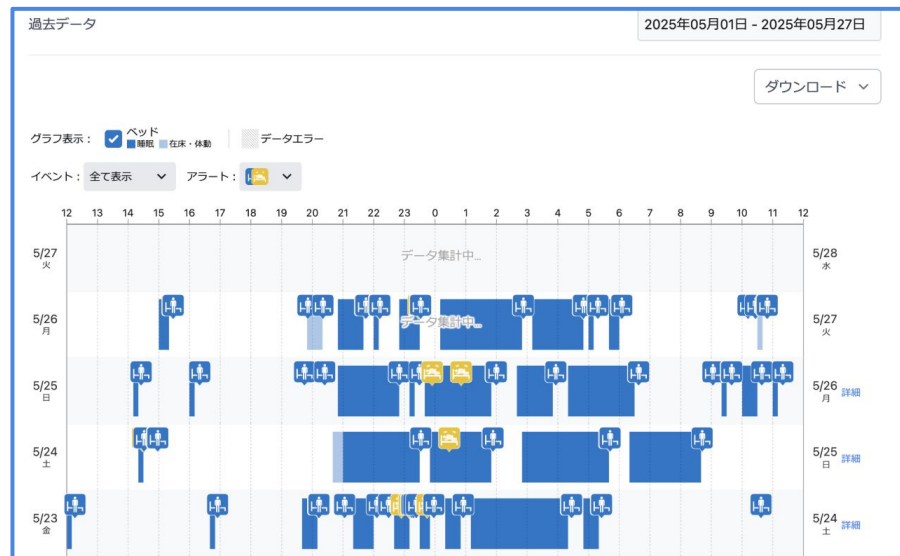 過去データ
2025年05月01日 - 2025年05月27日
ダウンロード
グラフ表示： ベッド データエラー
睡眠 在床・体動
イベント： 全て表示 アラート：
12 13 14 15 16 17 18 19 20 21 22 23 0 1 2 3 4 5 6 7 8 9 10 11 12
5/27 データ集計中... 5/28
火 水
5/26 データ集計中... 5/27
月 火
5/25 5/26
日 月 詳細
5/24 5/25
土 日 詳細
5/23 5/24
金 土 詳細